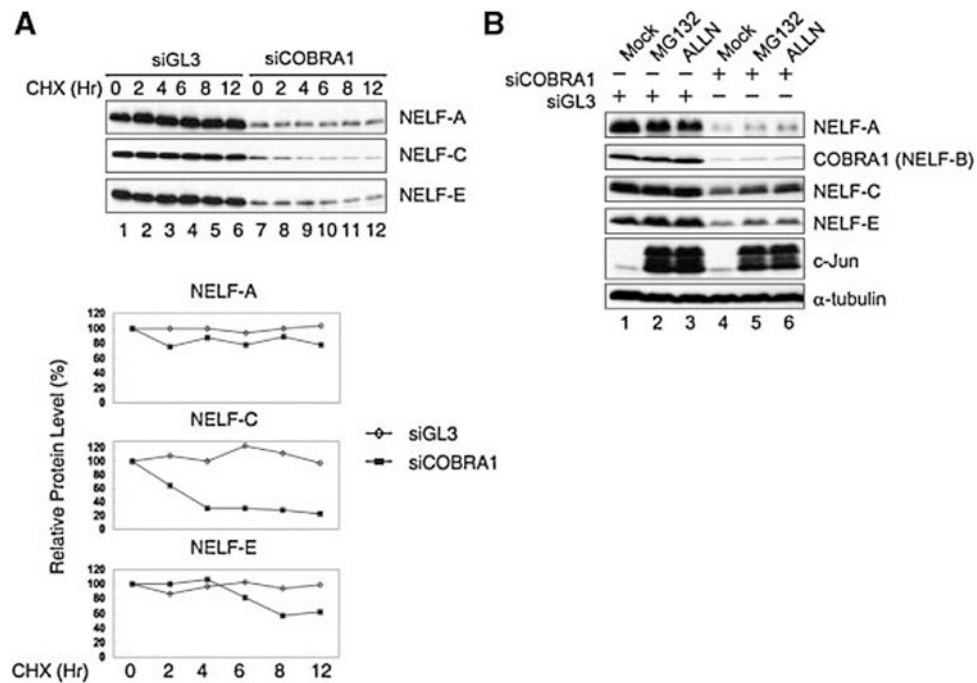 A
siGL3 siCOBRA1
CHX (Hr) 0 2 4 6 8 12 0 2 4 6 8 12
NELF-A
NELF-C
NELF-E
1 2 3 4 5 6 7 8 9 10 11 12
NELF-A
120
100
80
60
40
20
0
NELF-C
120
100
80
60
40
20
0
NELF-E
120
100
80
60
40
20
0
Relative Protein Level (%)
CHX (Hr) 0 2 4 6 8 12
siGL3
siCOBRA1
B
Mock MG132 ALLN Mock MG132 ALLN
siCOBRA1 – – – + + +
siGL3 + + + – – –
NELF-A
COBRA1 (NELF-B)
NELF-C
NELF-E
c-Jun
α-tubulin
1 2 3 4 5 6